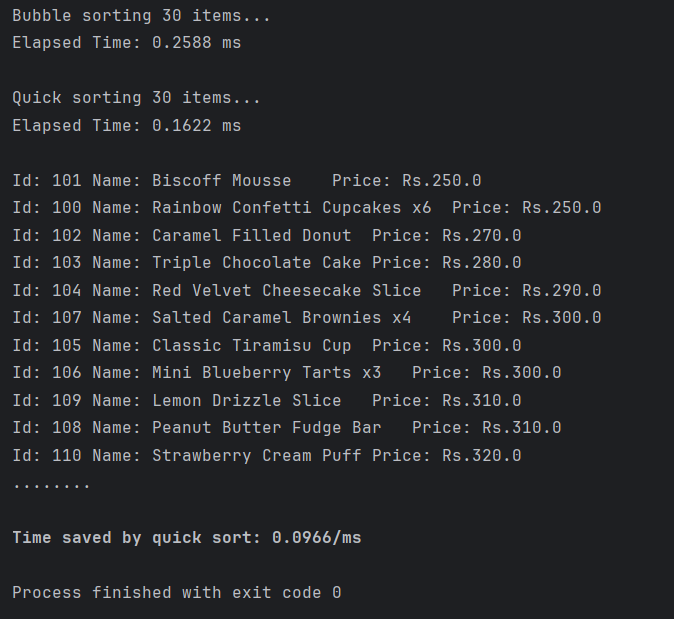 Bubble sorting 30 items...
Elapsed Time: 0.2588 ms
Quick sorting 30 items...
Elapsed Time: 0.1622 ms
Id: 101 Name: Biscoff Mousse    Price: Rs.250.0
Id: 100 Name: Rainbow Confetti Cupcakes x6  Price: Rs.250.0
Id: 102 Name: Caramel Filled Donut  Price: Rs.270.0
Id: 103 Name: Triple Chocolate Cake Price: Rs.280.0
Id: 104 Name: Red Velvet Cheesecake Slice   Price: Rs.290.0
Id: 107 Name: Salted Caramel Brownies x4    Price: Rs.300.0
Id: 105 Name: Classic Tiramisu Cup  Price: Rs.300.0
Id: 106 Name: Mini Blueberry Tarts x3   Price: Rs.300.0
Id: 109 Name: Lemon Drizzle Slice   Price: Rs.310.0
Id: 108 Name: Peanut Butter Fudge Bar   Price: Rs.310.0
Id: 110 Name: Strawberry Cream Puff Price: Rs.320.0
........
Time saved by quick sort: 0.0966/ms
Process finished with exit code 0